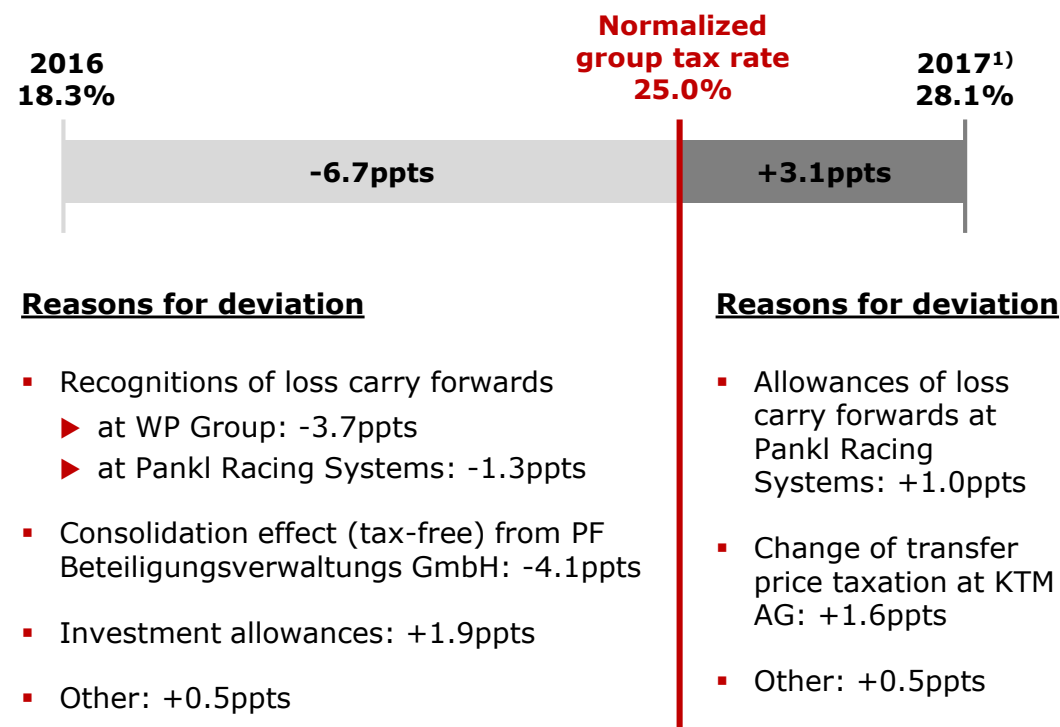 2016
18.3%
Normalized
group tax rate
25.0%
2017¹⁾
28.1%
-6.7ppts
+3.1ppts
Reasons for deviation
▪ Recognitions of loss carry forwards
▶ at WP Group: -3.7ppts
▶ at Pankl Racing Systems: -1.3ppts
▪ Consolidation effect (tax-free) from PF
Beteiligungsverwaltungs GmbH: -4.1ppts
▪ Investment allowances: +1.9ppts
▪ Other: +0.5ppts
Reasons for deviation
▪ Allowances of loss
carry forwards at
Pankl Racing
Systems: +1.0ppts
▪ Change of transfer
price taxation at KTM
AG: +1.6ppts
▪ Other: +0.5ppts